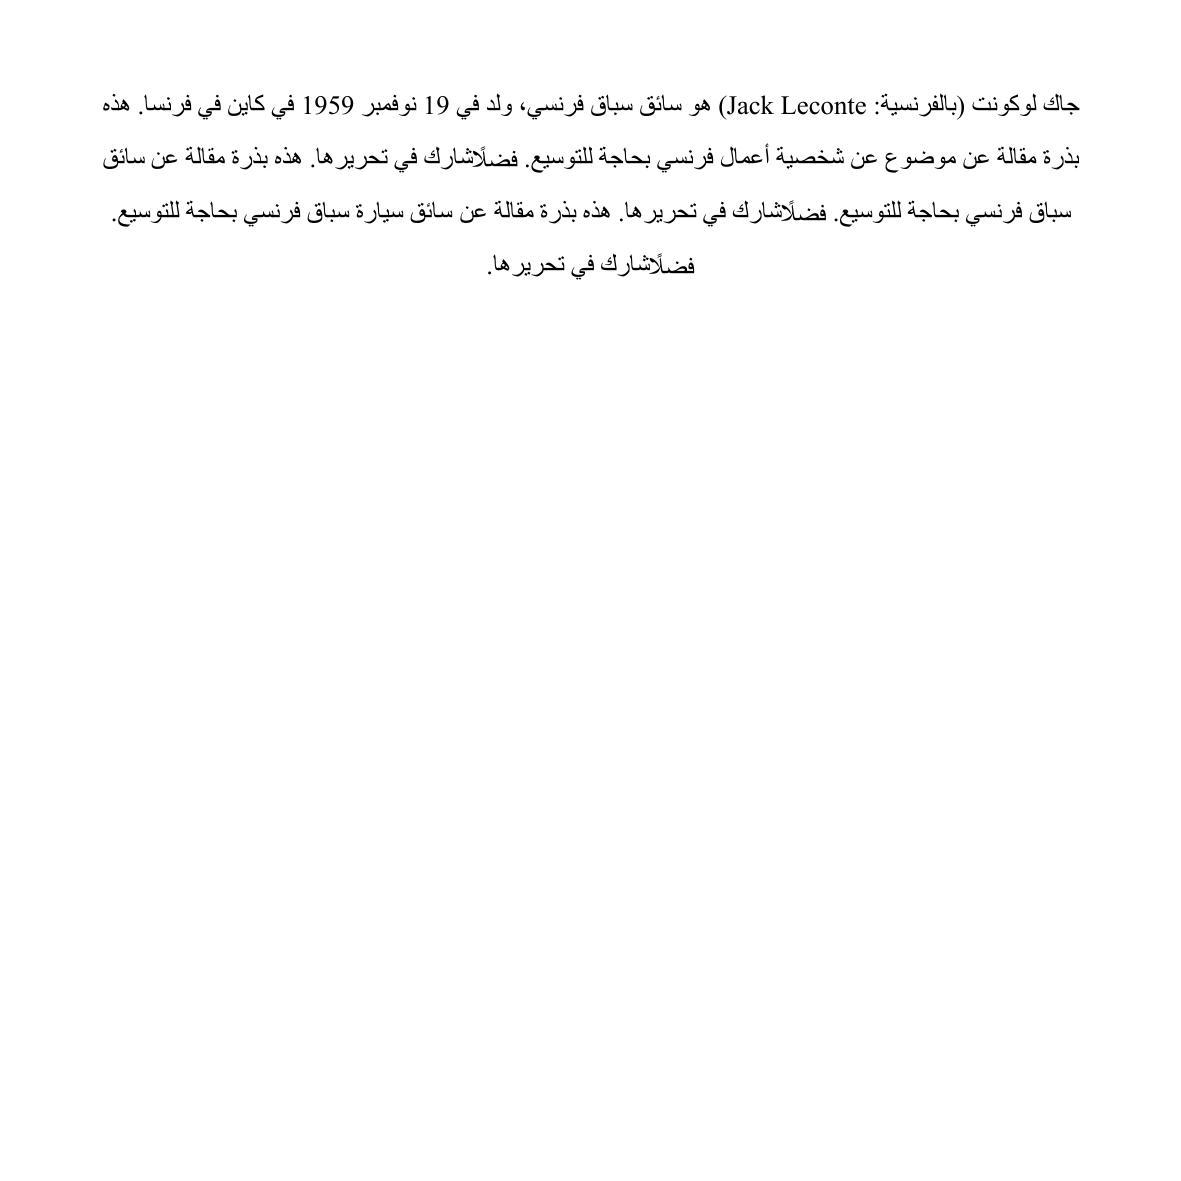 جاك لوكونت (بالفرنسية: Jack Leconte) هو سائق سباق فرنسي، ولد في 19 نوفمبر 1959 في كاين في فرنسا. هذه
بذرة مقالة عن موضوع عن شخصية أعمال فرنسي بحاجة للتوسيع. فضلًاشارك في تحريرها. هذه بذرة مقالة عن سائق
سباق فرنسي بحاجة للتوسيع. فضلًاشارك في تحريرها. هذه بذرة مقالة عن سائق سيارة سباق فرنسي بحاجة للتوسيع.
فضلًاشارك في تحريرها.